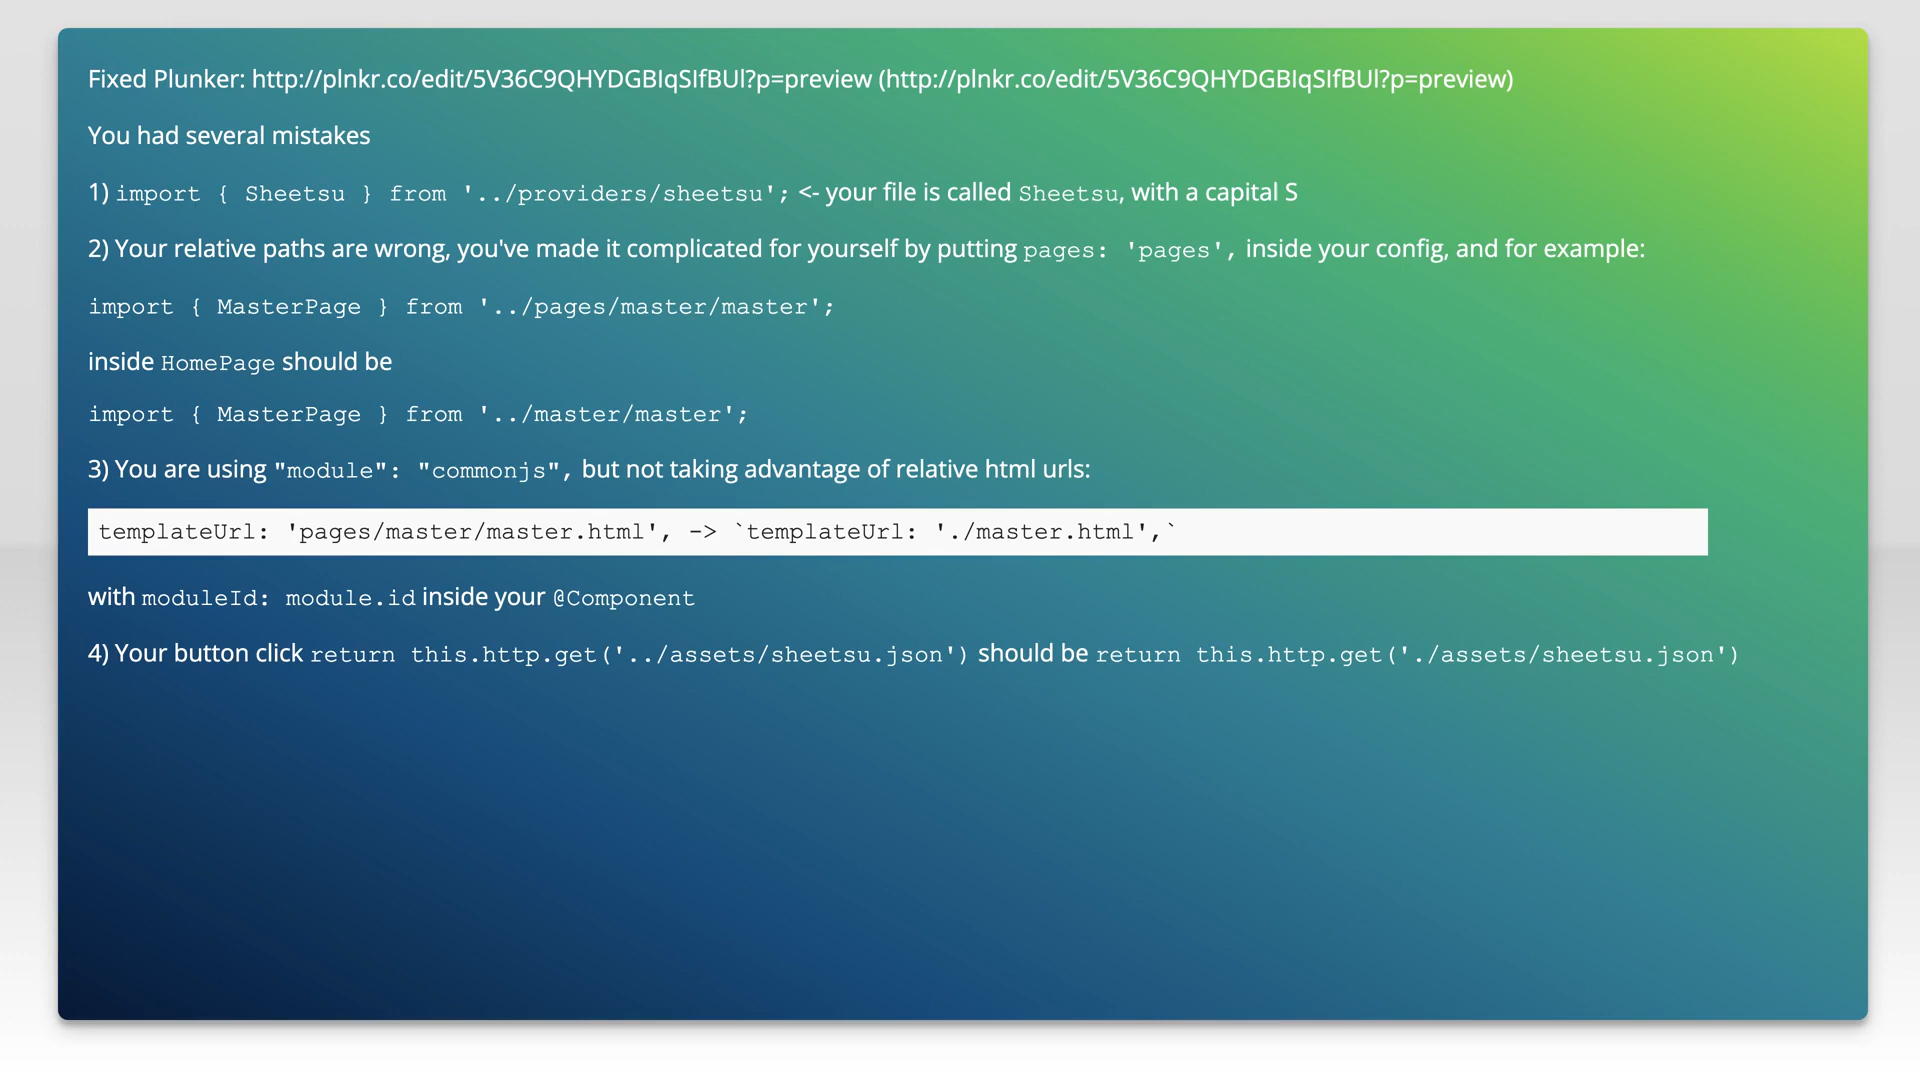 Fixed Plunker: http://plnkr.co/edit/5V36C9QHYDGBIqSIfBUl?p=preview (http://plnkr.co/edit/5V36C9QHYDGBIqSIfBUl?p=preview)
You had several mistakes
1) import { Sheetsu } from '../providers/sheetsu'; <- your file is called Sheetsu, with a capital S
2) Your relative paths are wrong, you've made it complicated for yourself by putting pages: 'pages', inside your config, and for example:
import { MasterPage } from '../pages/master/master';
inside HomePage should be
import { MasterPage } from '../master/master';
3) You are using "module": "commonjs", but not taking advantage of relative html urls:
templateUrl: 'pages/master/master.html', -> `templateUrl: './master.html',`
with moduleId: module.id inside your @Component
4) Your button click return this.http.get('../assets/sheetsu.json') should be return this.http.get('./assets/sheetsu.json')